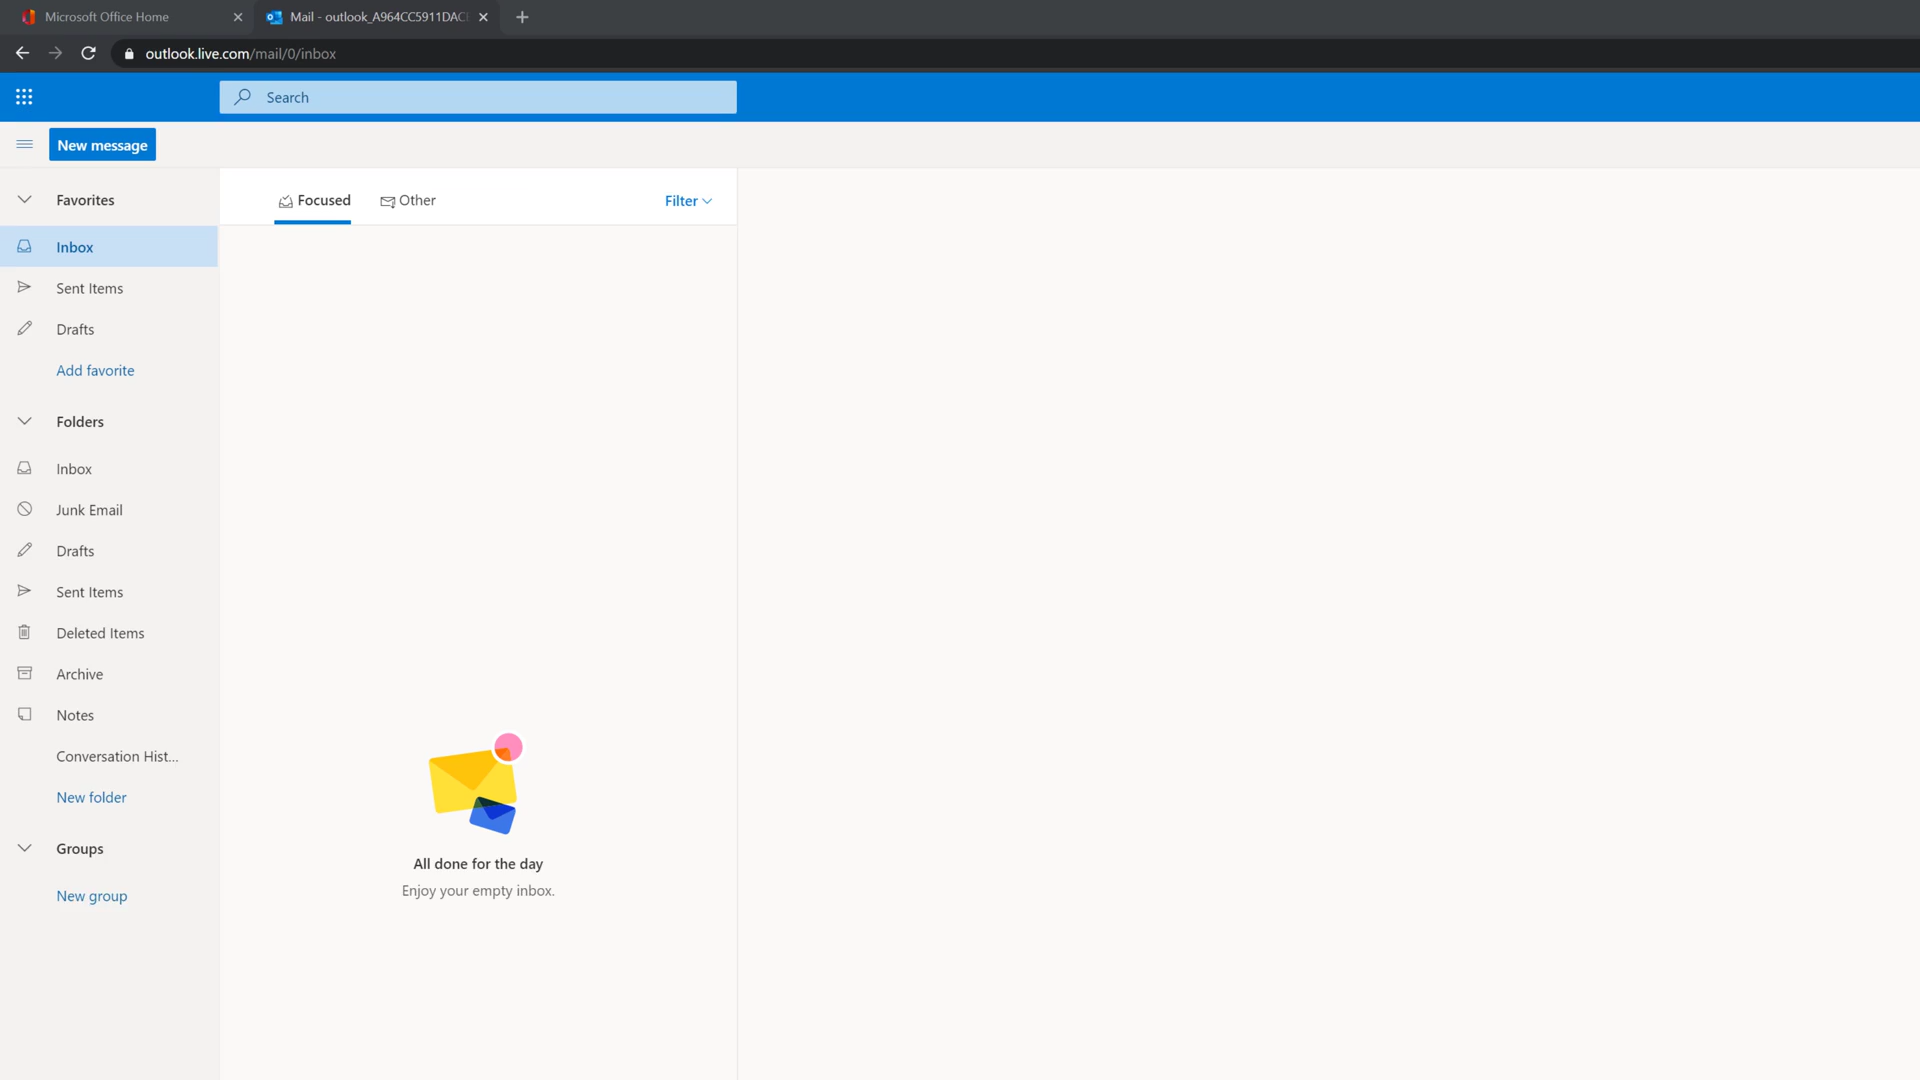 Microsoft Office Home
Mail - outlook_A964CC5911DAC
outlook.live.com/mail/0/inbox
Search
New message
Favorites
Focused
Other
Filter
Inbox
Sent Items
Drafts
Add favorite
Folders
Inbox
Junk Email
Drafts
Sent Items
Deleted Items
Archive
Notes
Conversation Hist...
New folder
Groups
New group
All done for the day
Enjoy your empty inbox.